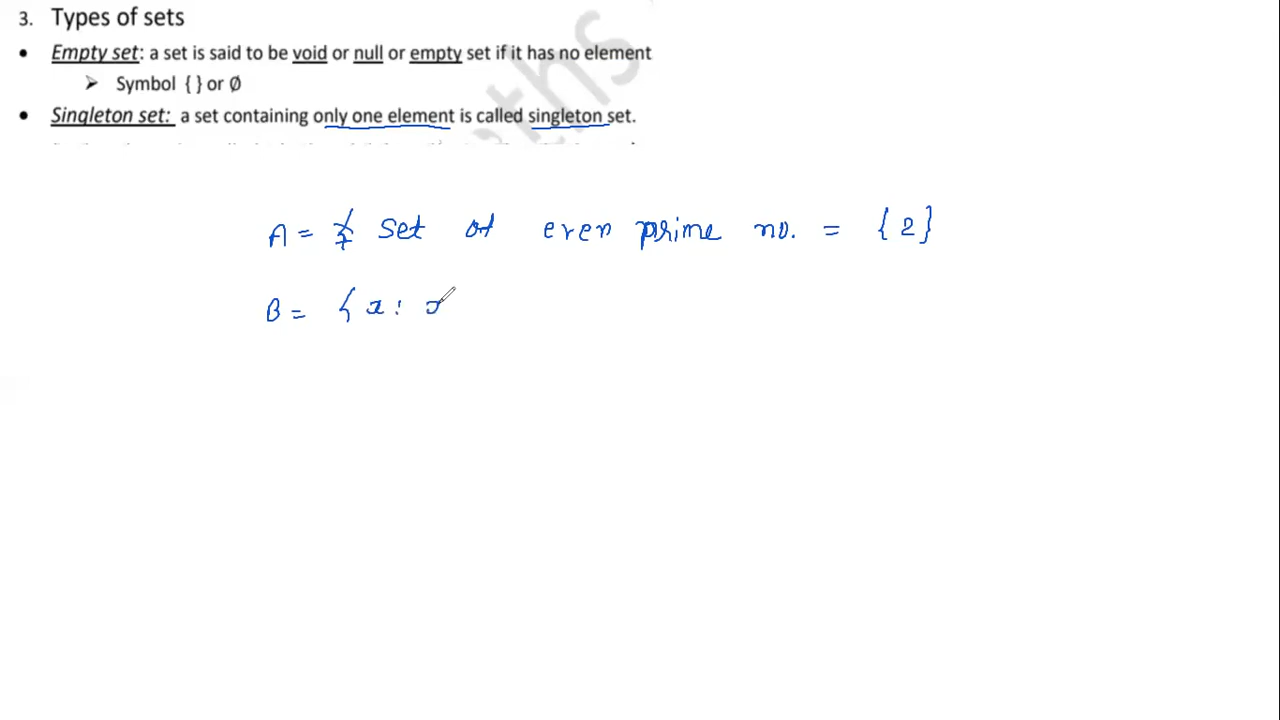 3. Types of sets
• Empty set: a set is said to be void or null or empty set if it has no element
➢ Symbol { } or Ø
• Singleton set: a set containing only one element is called singleton set.
A = set of even prime no. = {2}
B = { x : x